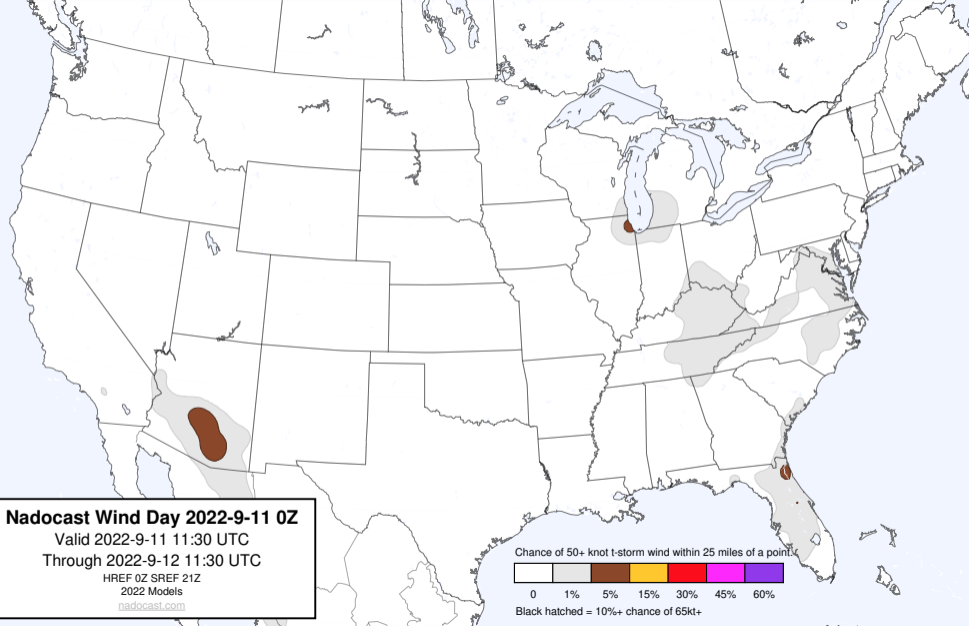 Nadocast Wind Day 2022-9-11 0Z
Valid 2022-9-11 11:30 UTC
Through 2022-9-12 11:30 UTC
HREF 0Z SREF 21Z
2022 Models
nadocast.com
Chance of 50+ knot t-storm wind within 25 miles of a point.
0 1% 5% 15% 30% 45% 60%
Black hatched = 10%+ chance of 65kt+